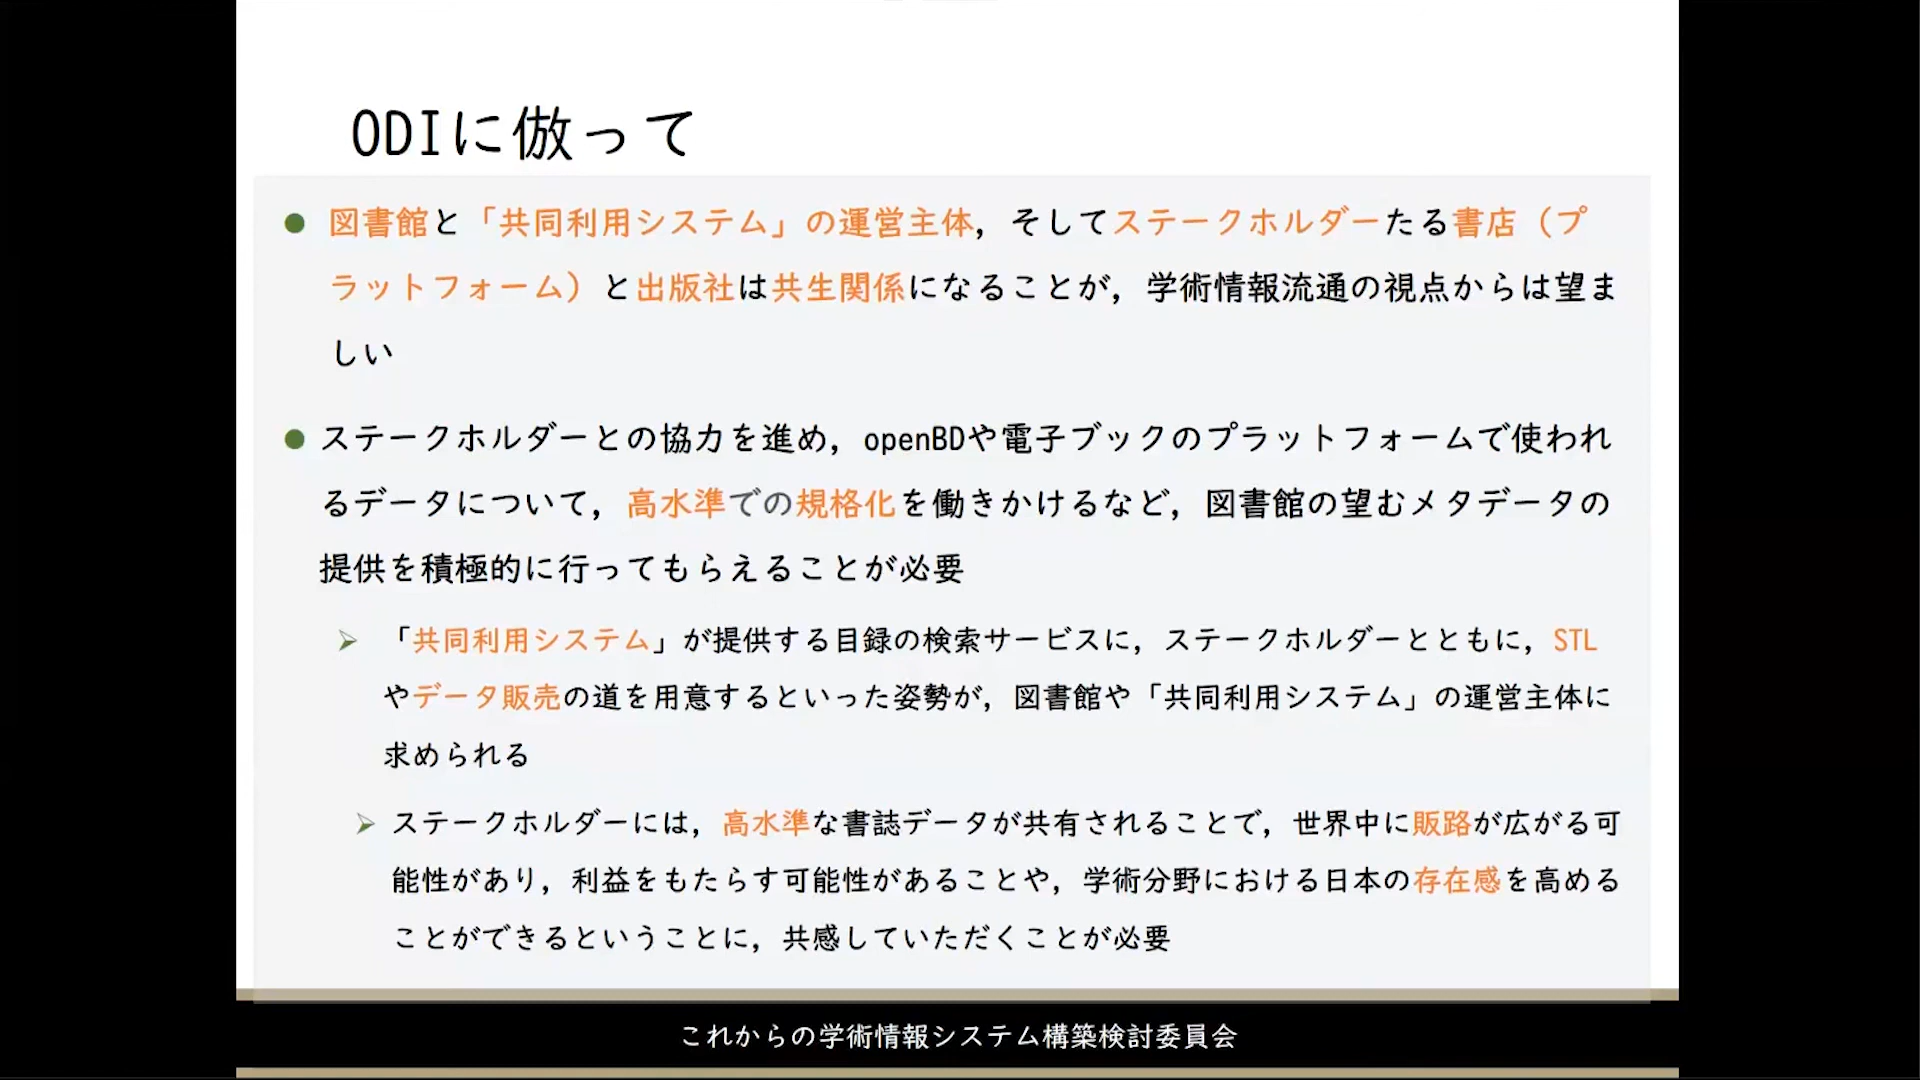 ODIに倣って
図書館と「共同利用システム」の運営主体，そしてステークホルダーたる書店（プ
ラットフォーム）と出版社は共生関係になることが，学術情報流通の視点からは望ま
しい
ステークホルダーとの協力を進め，openBDや電子ブックのプラットフォームで使われ
るデータについて，高水準での規格化を働きかけるなど，図書館の望むメタデータの
提供を積極的に行ってもらえることが必要
「共同利用システム」が提供する目録の検索サービスに，ステークホルダーとともに，STL
やデータ販売の道を用意するといった姿勢が，図書館や「共同利用システム」の運営主体に
求められる
ステークホルダーには，高水準な書誌データが共有されることで，世界中に販路が広がる可
能性があり，利益をもたらす可能性があることや，学術分野における日本の存在感を高める
ことができるということに，共感していただくことが必要
これからの学術情報システム構築検討委員会